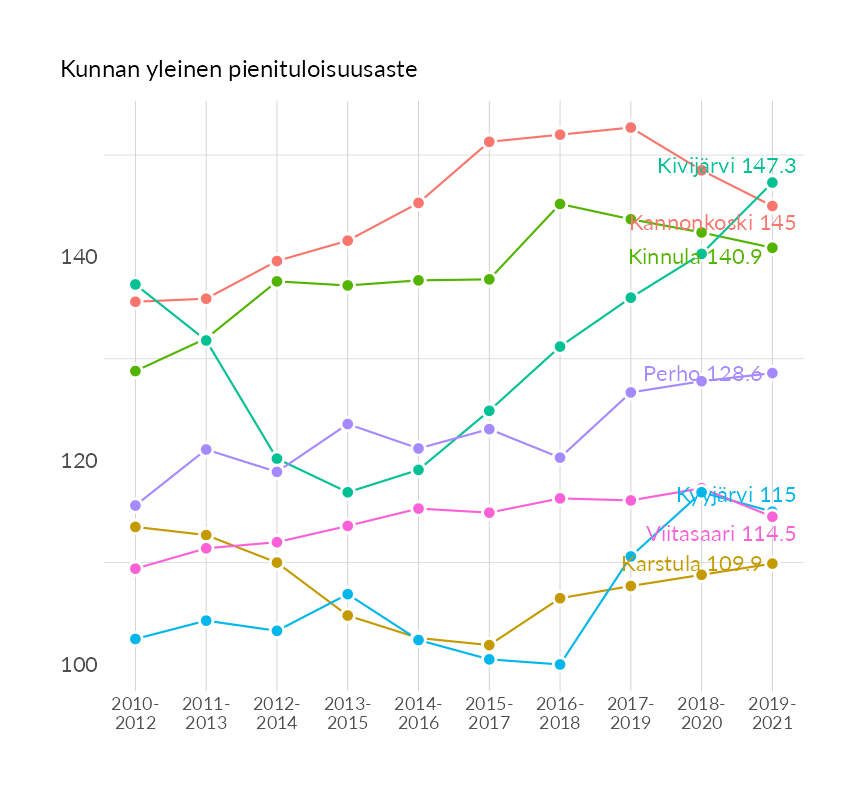 Kunnan yleinen pienituloisuusaste
Kivijärvi 147.3
Kannonkoski 145
140
Kinnula 140.9
Perho 128.6
120
Kyyjärvi 115
Viitasaari 114.5
Karstula 109.9
100
2010- 2011- 2012- 2013- 2014- 2015- 2016- 2017- 2018- 2019-
2012 2013 2014 2015 2016 2017 2018 2019 2020 2021